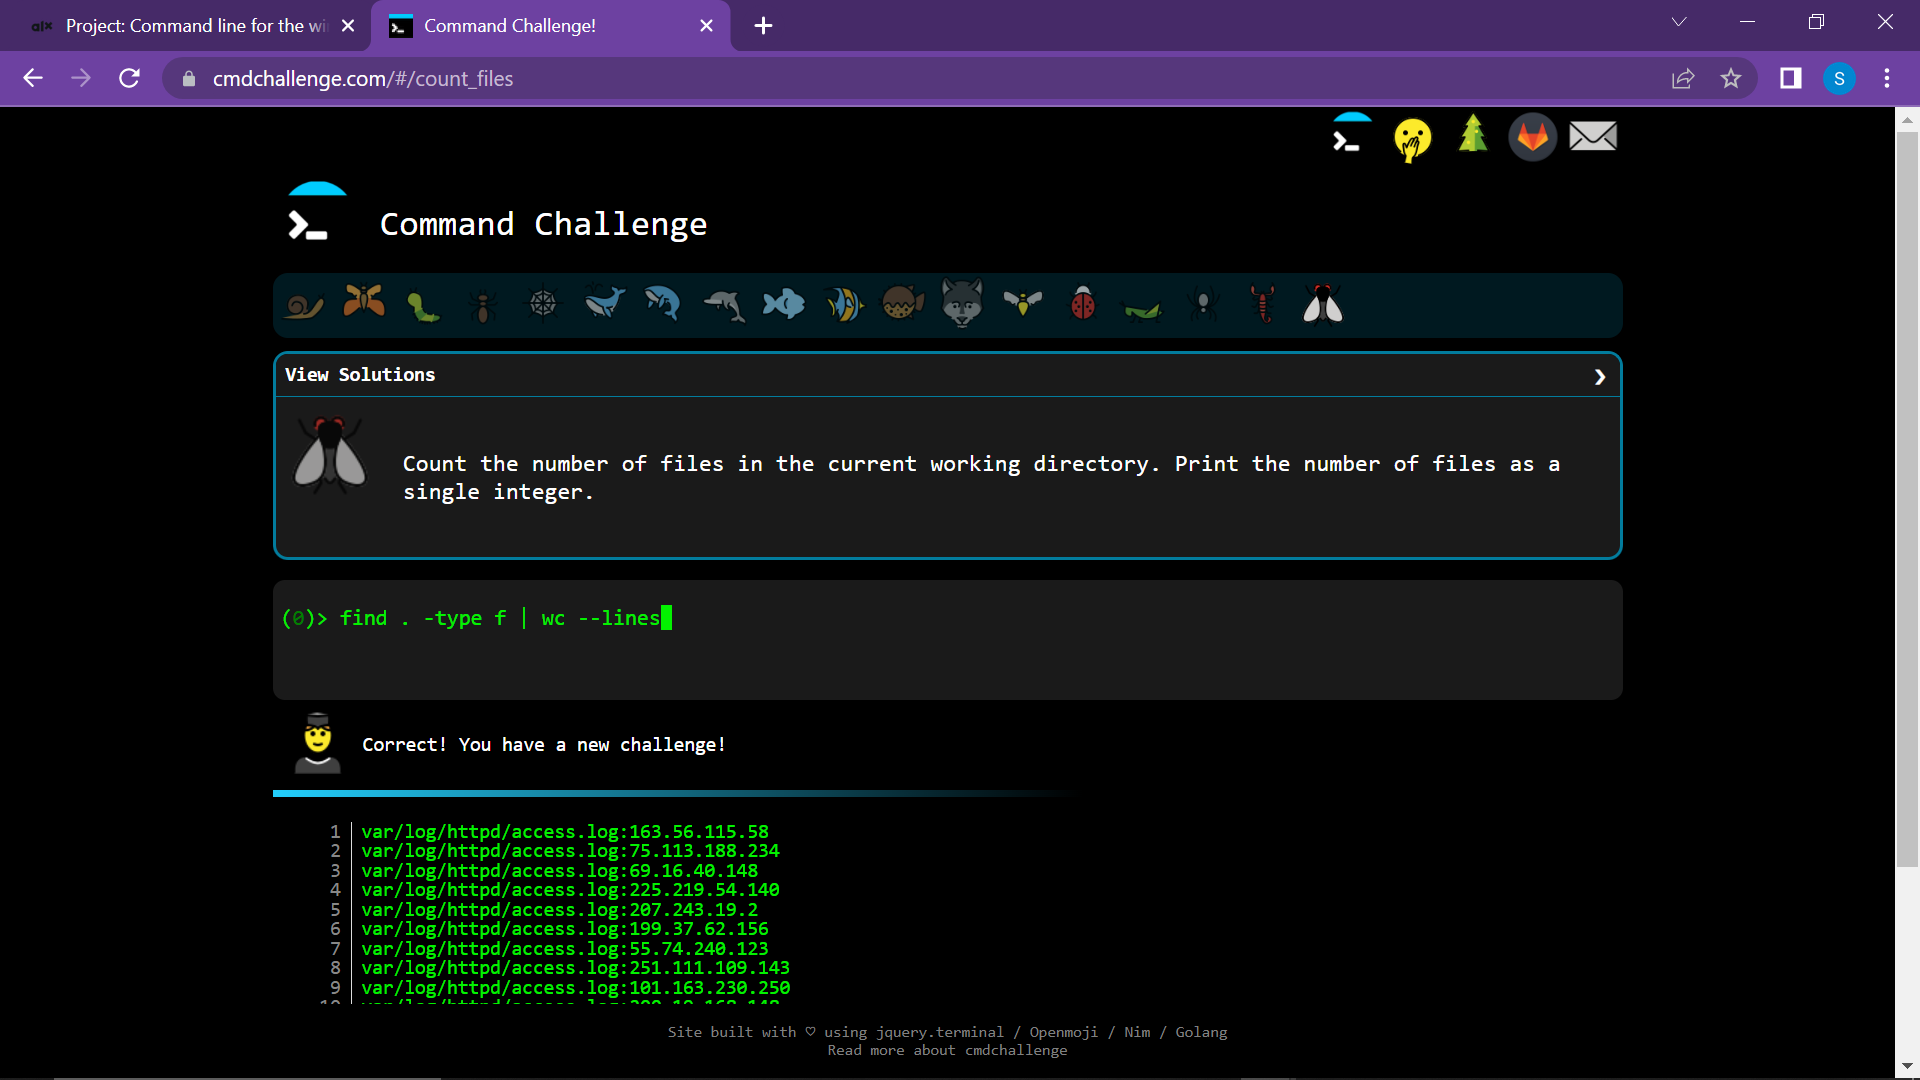 alx Project: Command line for the wi
Command Challenge!
cmdchallenge.com/#/count_files
S
Command Challenge
View Solutions
Count the number of files in the current working directory. Print the number of files as a
single integer.
(0)> find . -type f | wc --lines
Correct! You have a new challenge!
1 var/log/httpd/access.log:163.56.115.58
2 var/log/httpd/access.log:75.113.188.234
3 var/log/httpd/access.log:69.16.40.148
4 var/log/httpd/access.log:225.219.54.140
5 var/log/httpd/access.log:207.243.19.2
6 var/log/httpd/access.log:199.37.62.156
7 var/log/httpd/access.log:55.74.240.123
8 var/log/httpd/access.log:251.111.109.143
9 var/log/httpd/access.log:101.163.230.250
Site built with ♡ using jquery.terminal / Openmoji / Nim / Golang
Read more about cmdchallenge